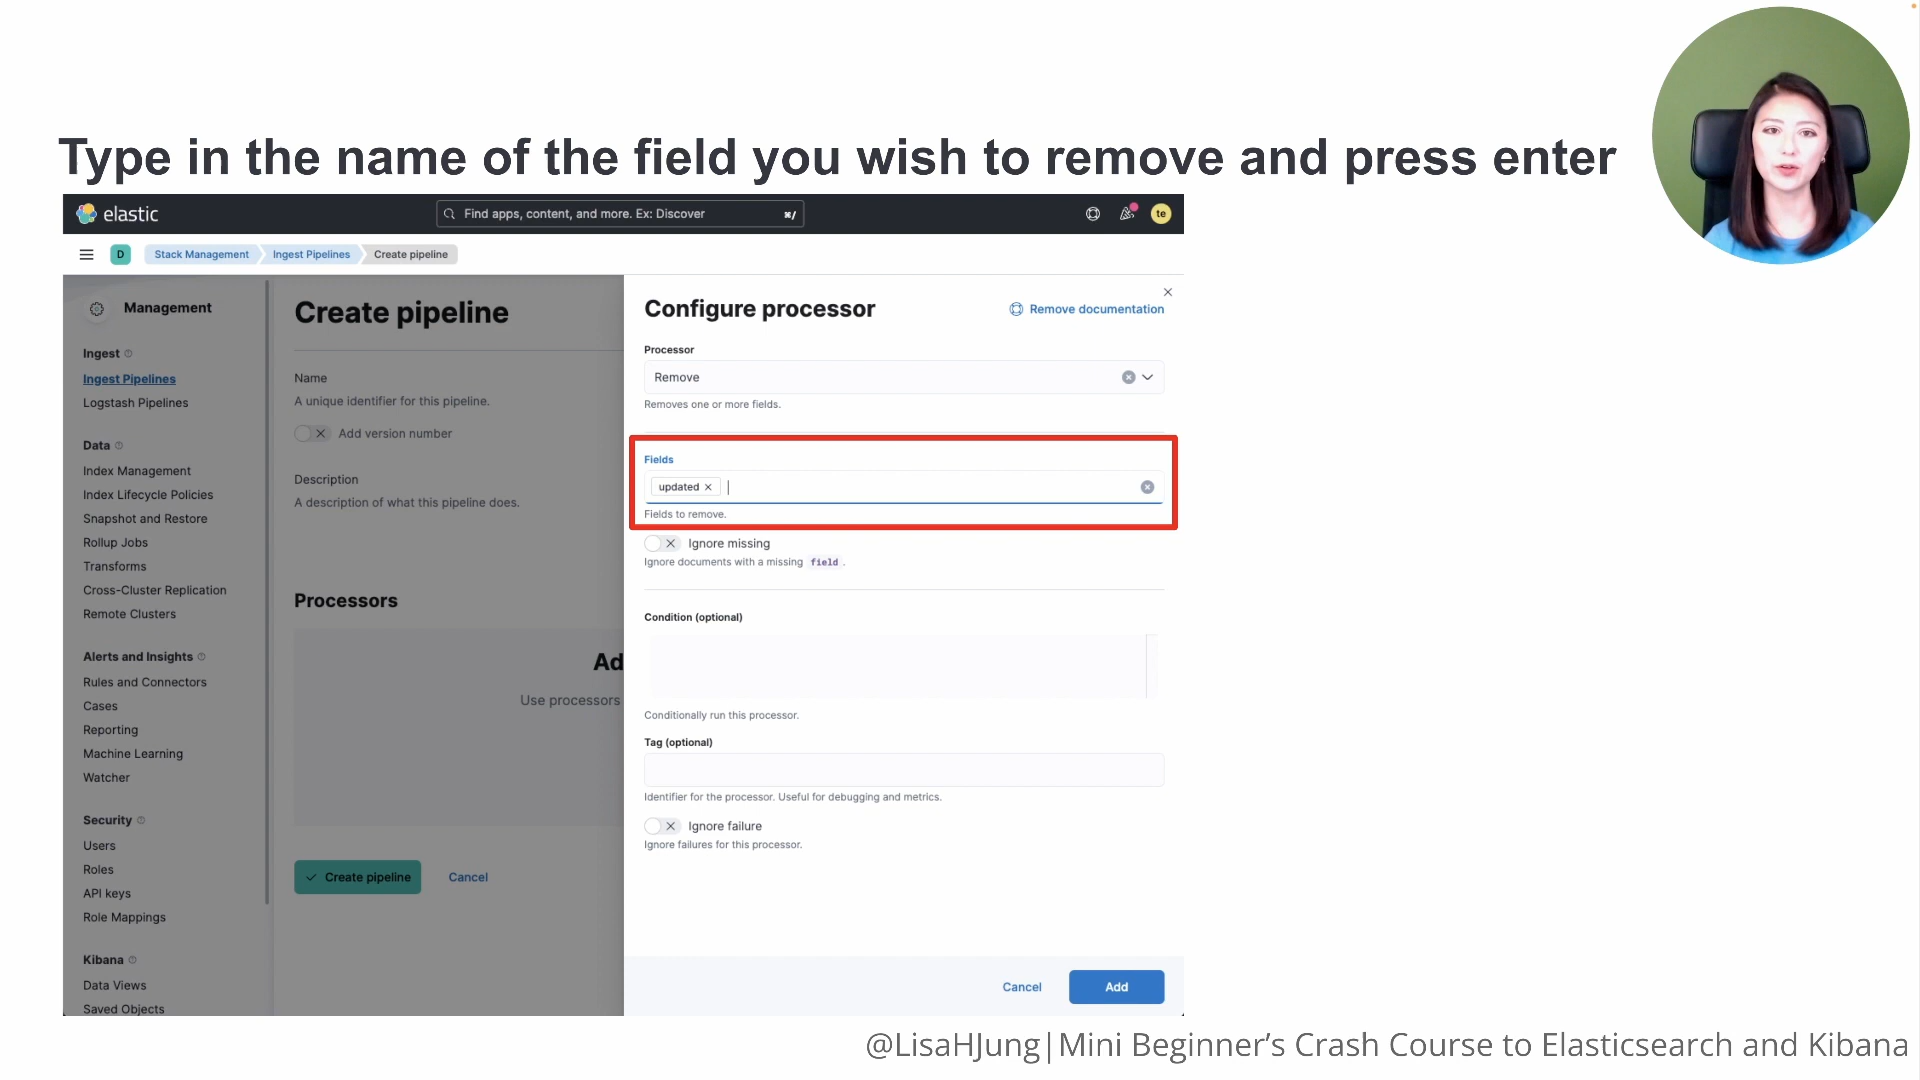 Type in the name of the field you wish to remove and press enter
elastic
Find apps, content, and more. Ex: Discover
⌘/
te
D
Stack Management
Ingest Pipelines
Create pipeline
Management
Ingest
Ingest Pipelines
Logstash Pipelines
Data
Index Management
Index Lifecycle Policies
Snapshot and Restore
Rollup Jobs
Transforms
Cross-Cluster Replication
Remote Clusters
Alerts and Insights
Rules and Connectors
Cases
Reporting
Machine Learning
Watcher
Security
Users
Roles
API keys
Role Mappings
Kibana
Data Views
Saved Objects
Create pipeline
Name
A unique identifier for this pipeline.
Add version number
Description
A description of what this pipeline does.
Processors
Ad
Use processors
Create pipeline
Cancel
Configure processor
Remove documentation
Processor
Remove
Removes one or more fields.
Fields
updated
Fields to remove.
Ignore missing
Ignore documents with a missing field .
Condition (optional)
Conditionally run this processor.
Tag (optional)
Identifier for the processor. Useful for debugging and metrics.
Ignore failure
Ignore failures for this processor.
Cancel
Add
@LisaHJung|Mini Beginner’s Crash Course to Elasticsearch and Kibana